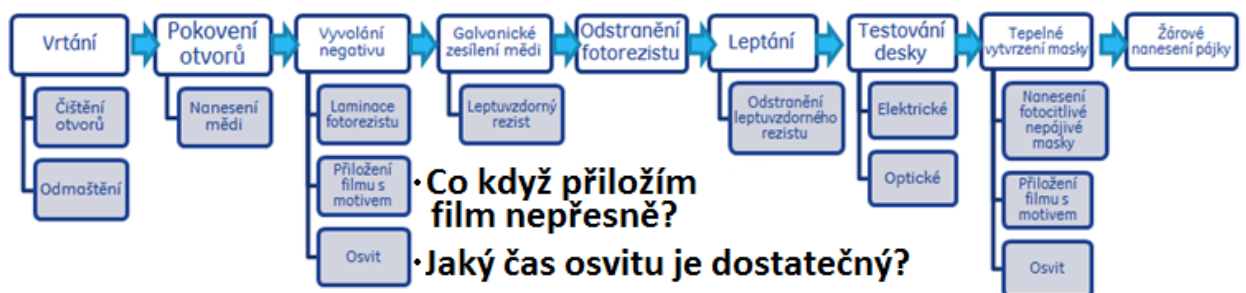 Vrtání
Čištění
otvorů
Odmaštění
Pokovení
otvorů
Nanesení
mědi
Vyvolání
negativu
Laminace
fotorezistu
Přiložení
filmu s
motivem
Osvit
Galvanické
zesílení mědi
Leptuvzdorný
rezist
Odstranění
fotorezistu
Leptání
Odstranění
leptuvzdorného
rezistu
Testování
desky
Elektrické
Optické
Tepelné
vytvrzení masky
Nanesení
fotocitlivé
nepájivé
masky
Přiložení
filmu s
motivem
Osvit
Žárové
nanesení pájky
·Co když přiložím
film nepřesně?
·Jaký čas osvitu je dostatečný?